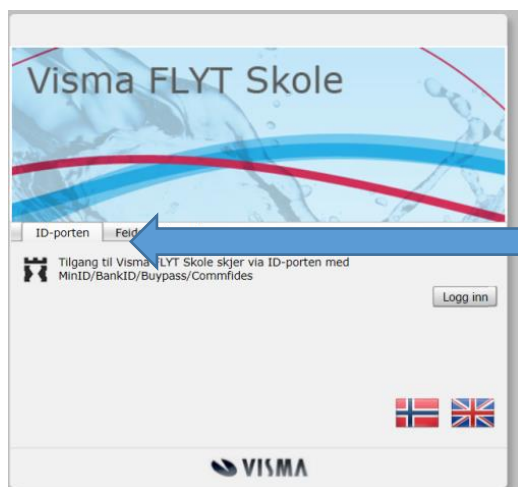 Visma FLYT Skole
ID-porten Feide
Tilgang til Visma FLYT Skole skjer via ID-porten med
MinID/BankID/Buypass/Commfides
Logg inn
VISMA